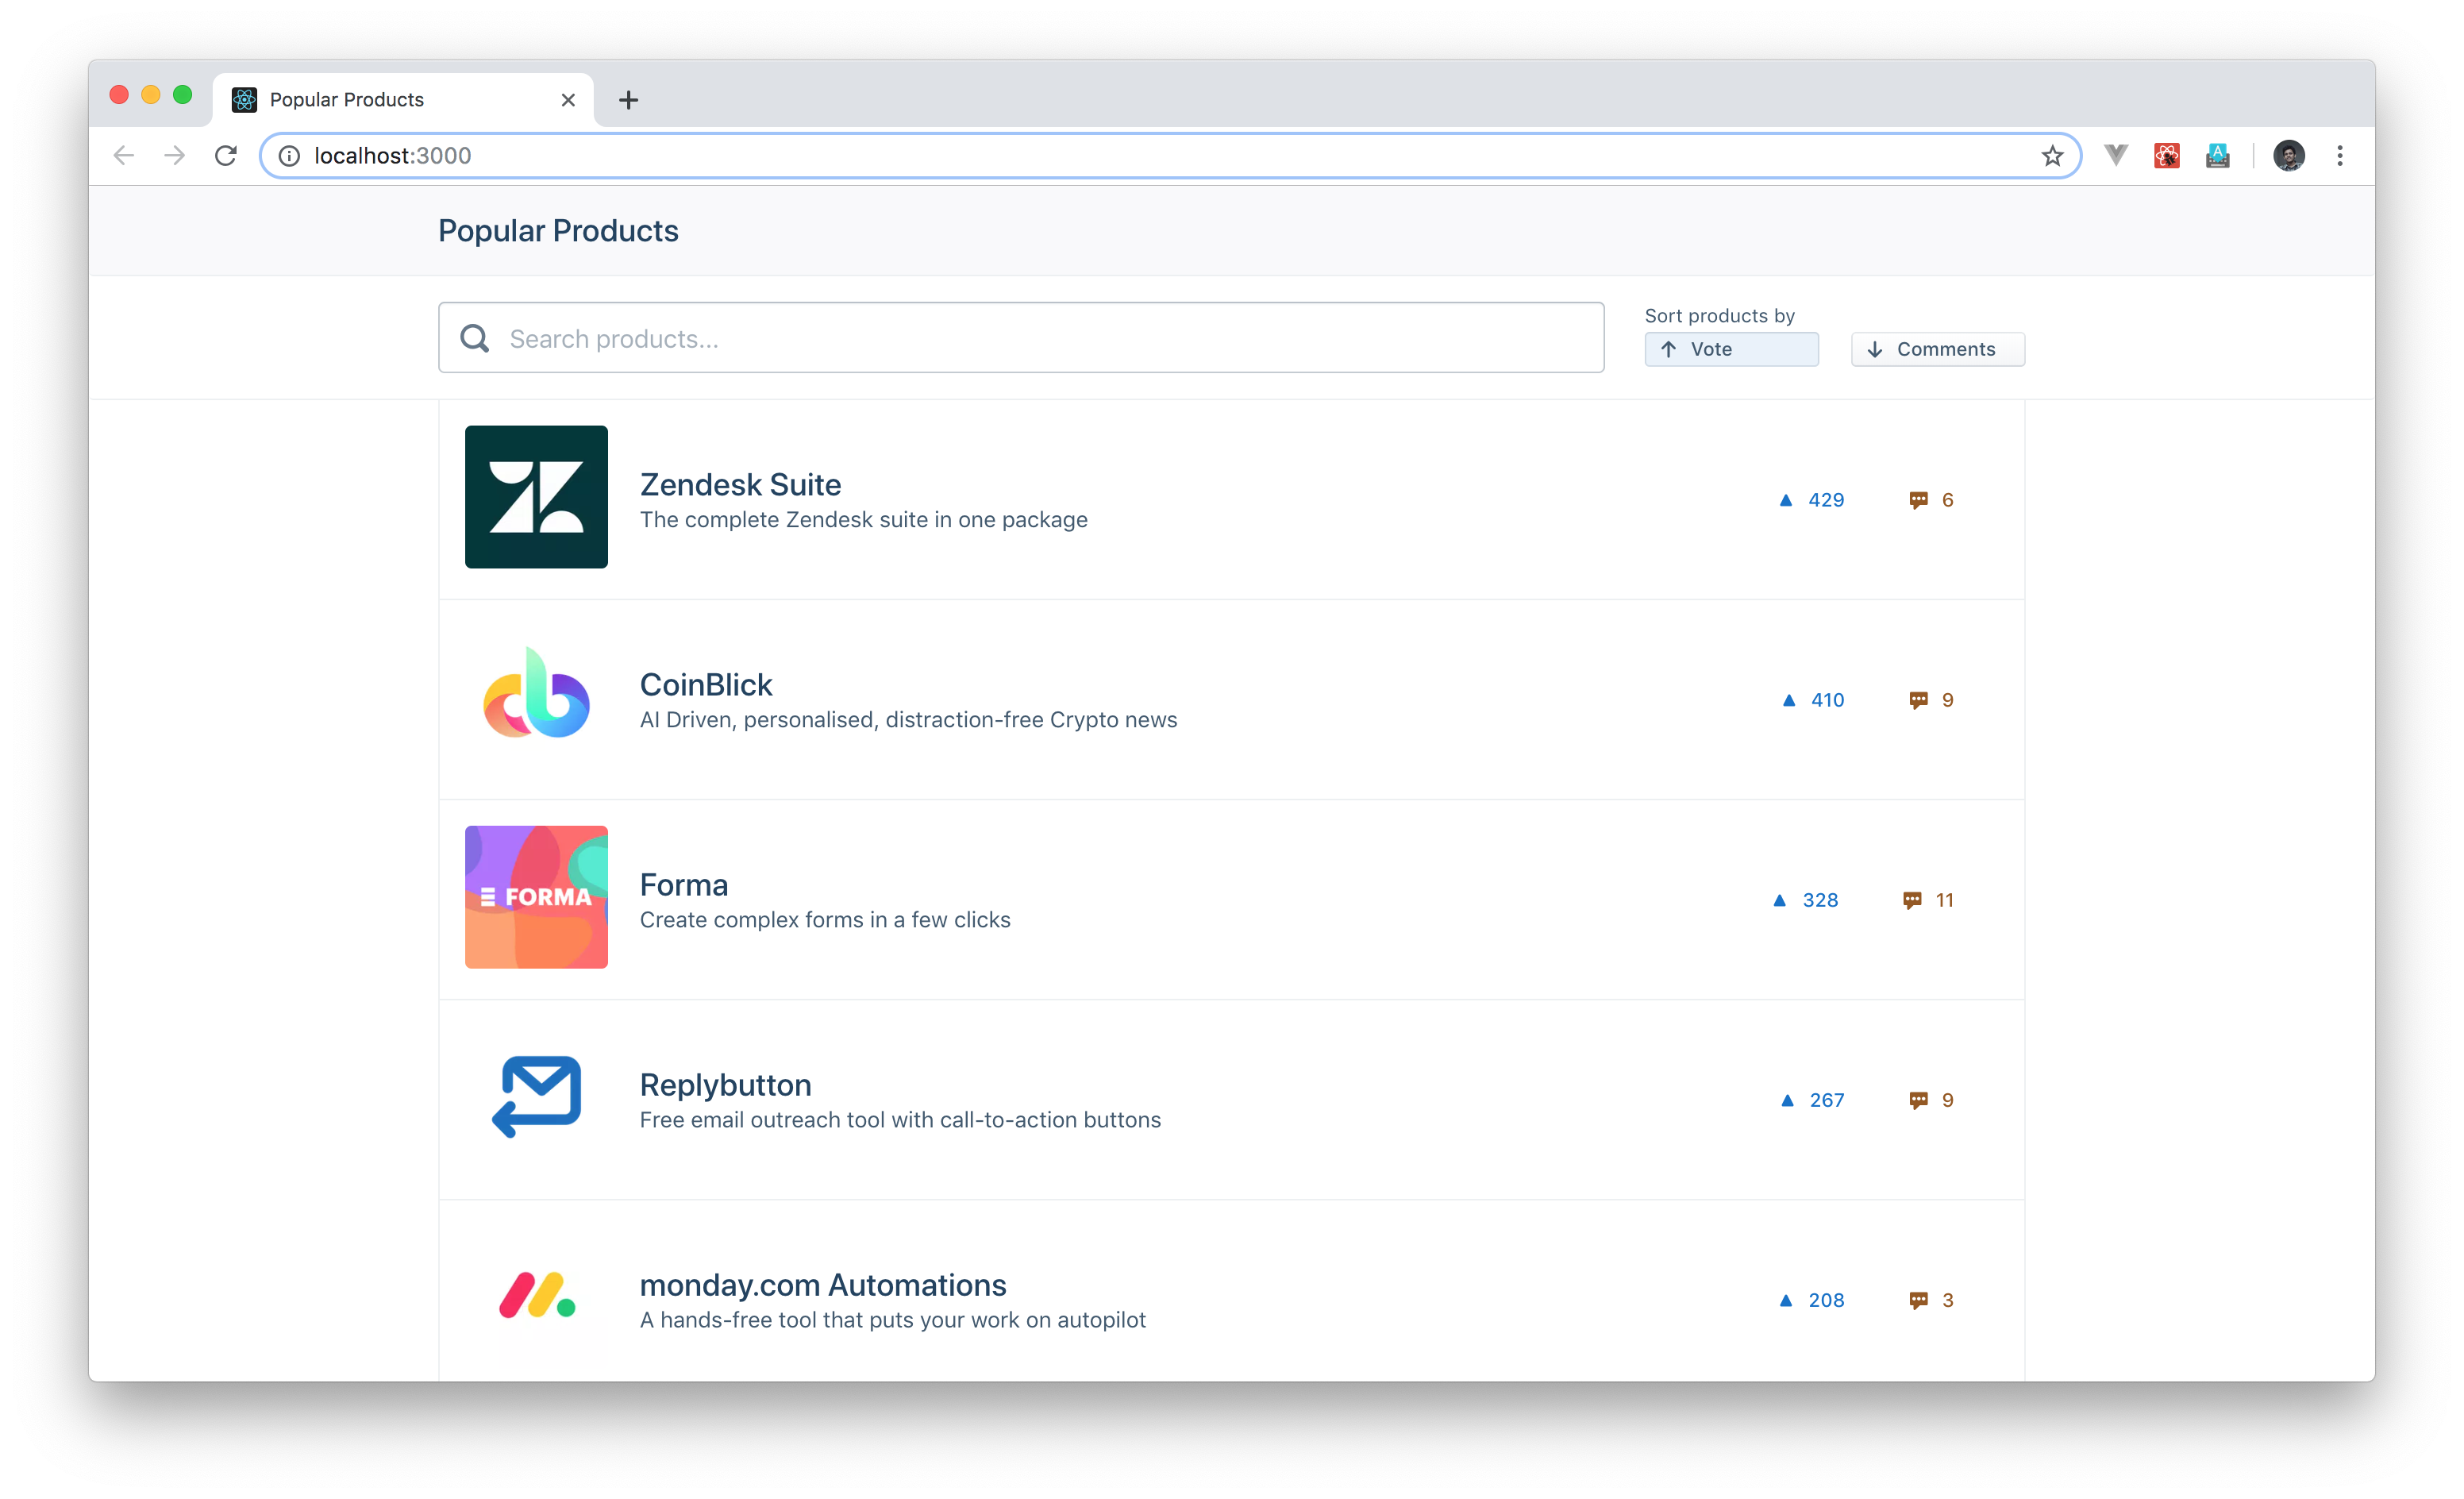 Popular Products
localhost:3000
A
Popular Products
Search products...
Sort products by
Vote
Comments
Zendesk Suite
The complete Zendesk suite in one package
429
6
CoinBlick
AI Driven, personalised, distraction-free Crypto news
410
9
FORMA
Forma
Create complex forms in a few clicks
328
11
Replybutton
Free email outreach tool with call-to-action buttons
267
9
monday.com Automations
A hands-free tool that puts your work on autopilot
208
3